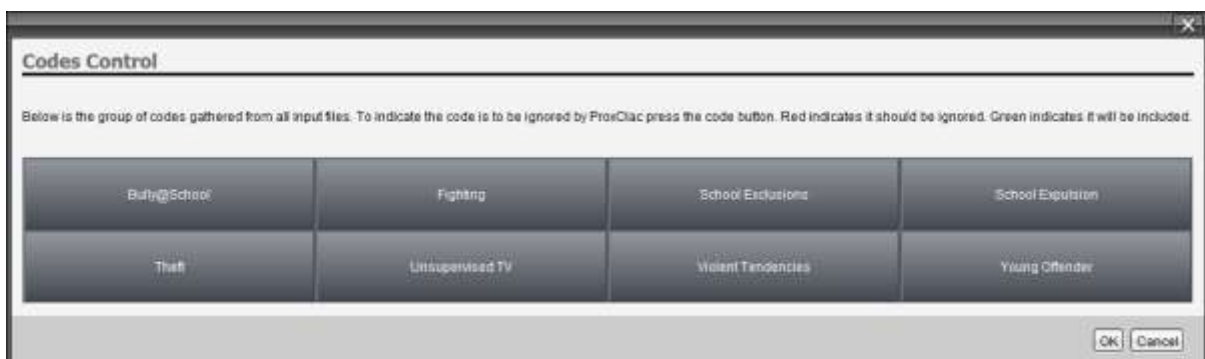 Codes Control
Below is the group of codes gathered from all input files. To indicate the code is to be ignored by ProxClac press the code button. Red indicates it should be ignored. Green indicates it will be included.
Bully@School Fighting School Exclusions School Expulsion
Theft Unsupervised TV Violent Tendencies Young Offender
OK Cancel